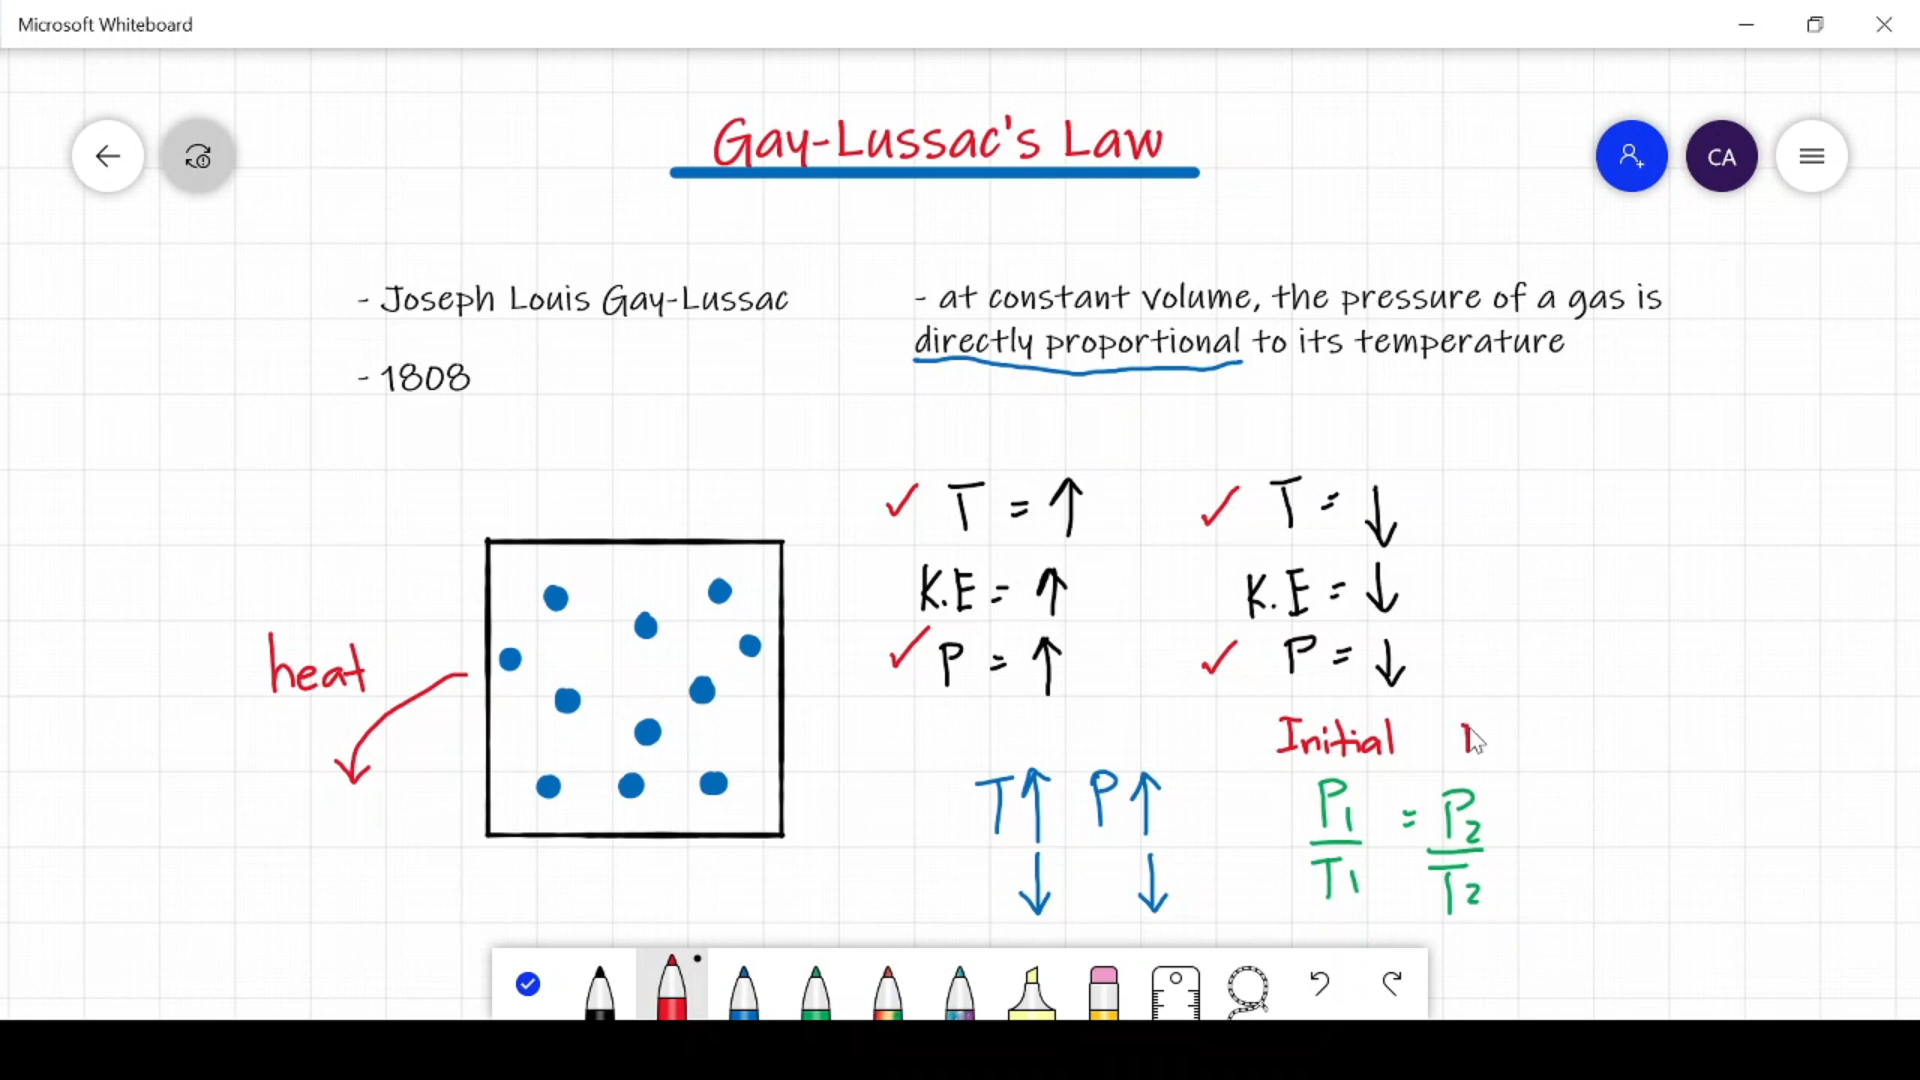 Microsoft Whiteboard
Gay-Lussac's Law
CA
- Joseph Louis Gay-Lussac
- 1808
- at constant volume, the pressure of a gas is
directly proportional to its temperature
✓ T = ↑
K.E = ↑
✓ P = ↑
✓ T = ↓
K.E = ↓
✓ P = ↓
heat
T↑ P↑
↓ ↓
Initial
P1 = P2
T1 T2